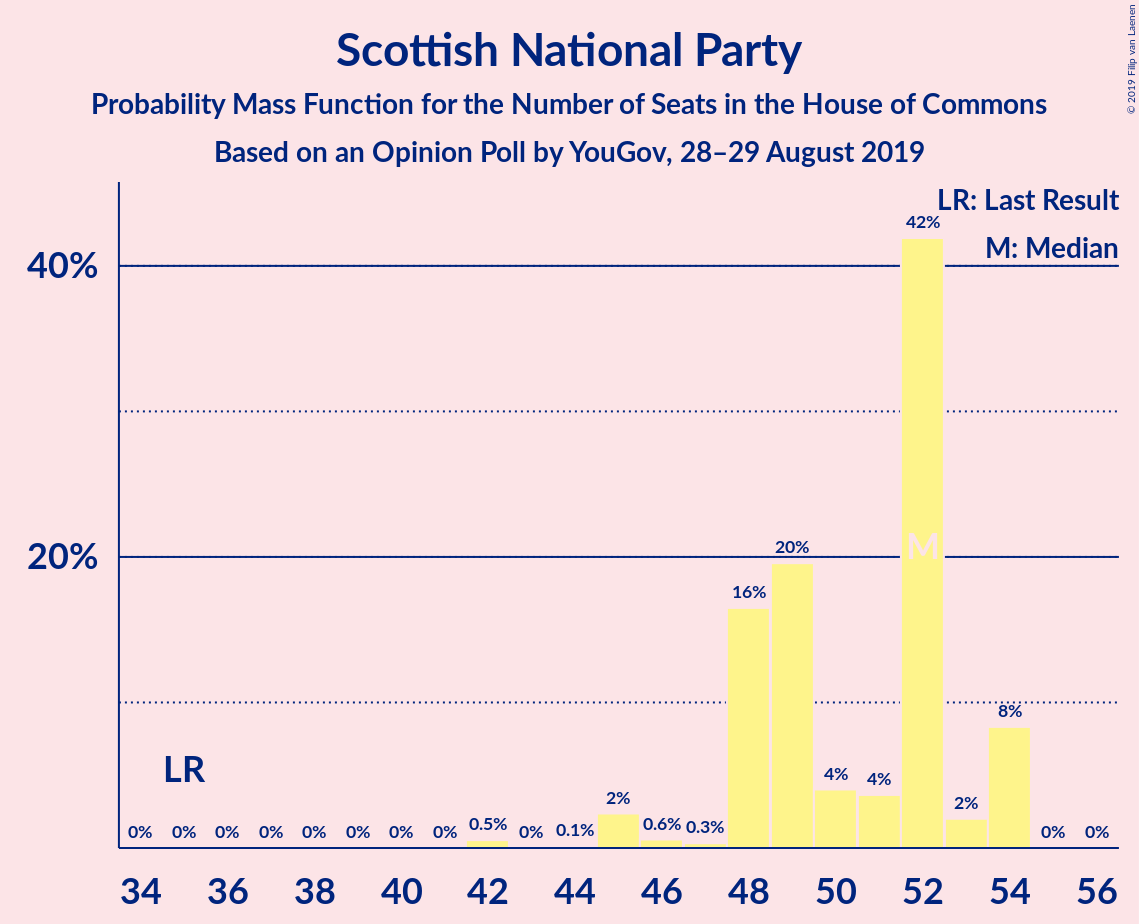 Scottish National Party
Probability Mass Function for the Number of Seats in the House of Commons
Based on an Opinion Poll by YouGov, 28–29 August 2019
© 2019 Filip van Laenen
LR: Last Result
M: Median
40%
20%
LR
M
0% 0% 0% 0% 0% 0% 0% 0% 0.5% 0% 0.1% 2% 0.6% 0.3% 16% 20% 4% 4% 42% 2% 8% 0% 0%
34 36 38 40 42 44 46 48 50 52 54 56